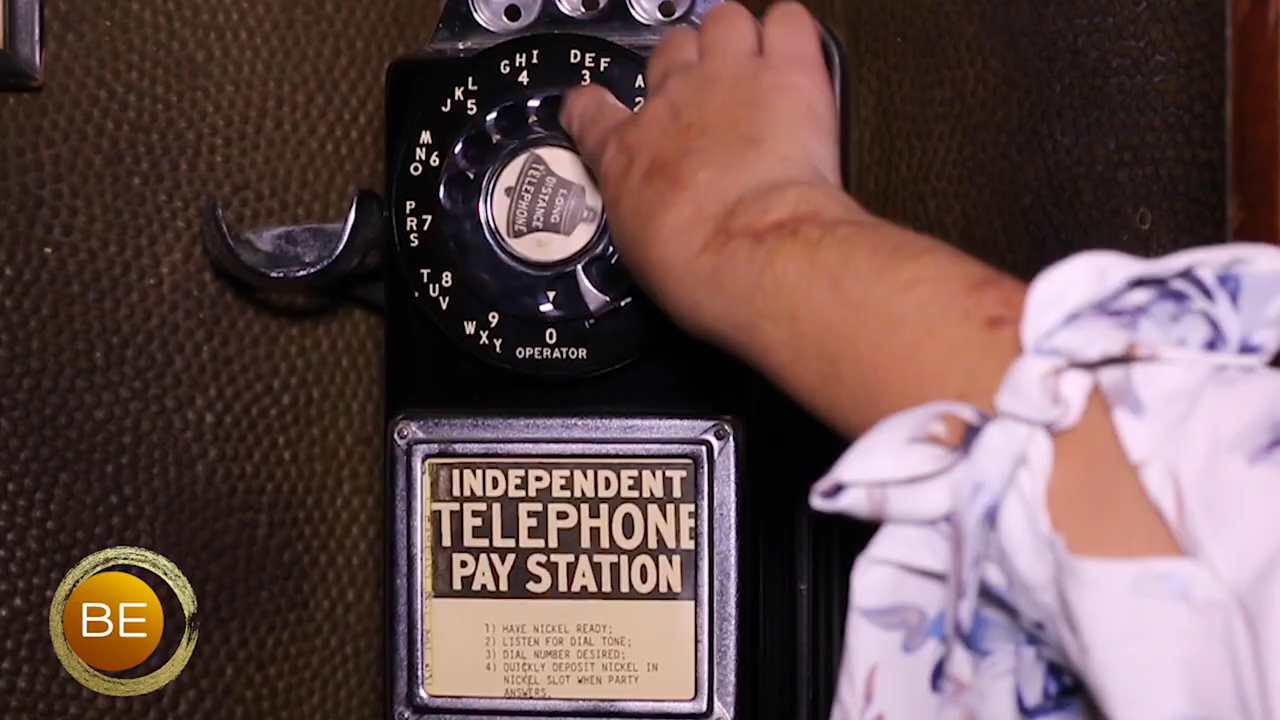 GHI
4
DEF
3
A
2
JKL
5
MNO
6
PRS
7
TUV
8
WXY
9
0
OPERATOR
LONG
DISTANCE
TELEPHONE
INDEPENDENT
TELEPHONE
PAY STATION
1) HAVE NICKEL READY;
2) LISTEN FOR DIAL TONE;
3) DIAL NUMBER DESIRED;
4) QUICKLY DEPOSIT NICKEL IN
NICKEL SLOT WHEN PARTY
ANSWERS.
BE